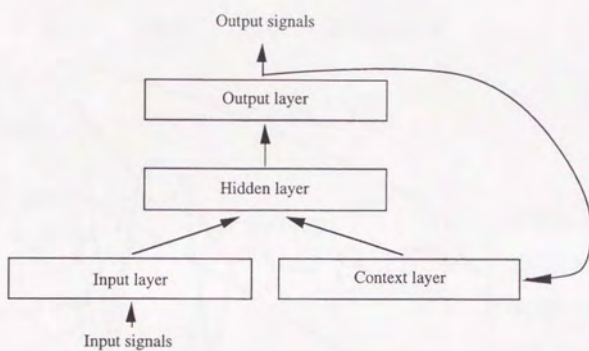 Output signals
Output layer
Hidden layer
Input layer
Context layer
Input signals